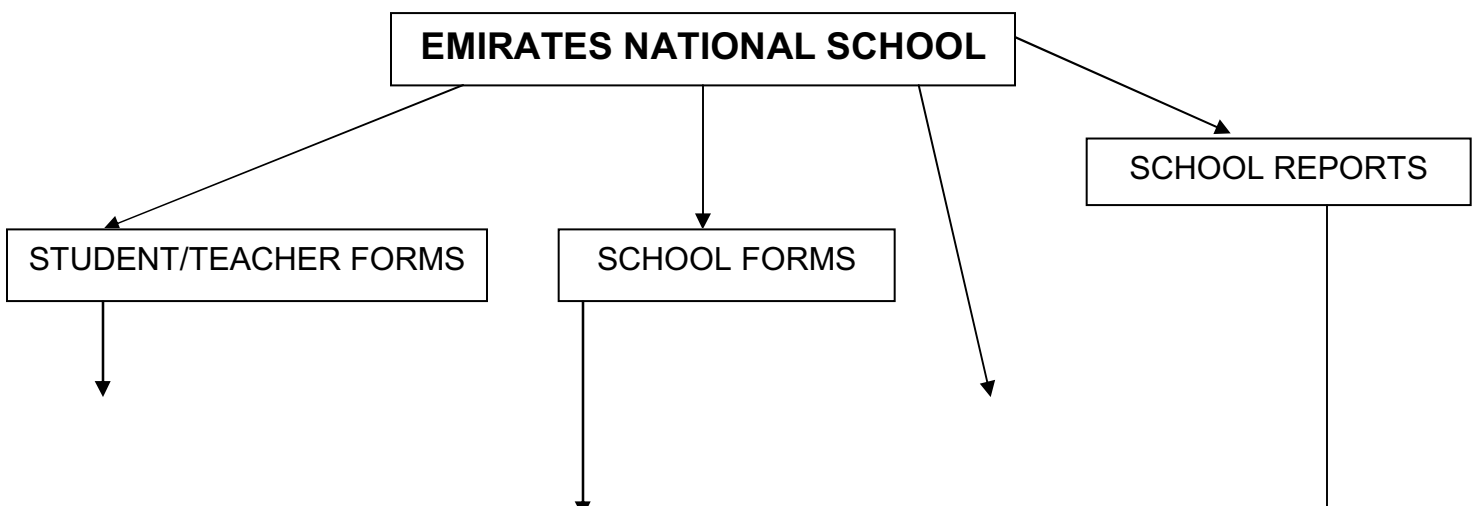 EMIRATES NATIONAL SCHOOL
SCHOOL REPORTS
STUDENT/TEACHER FORMS
SCHOOL FORMS